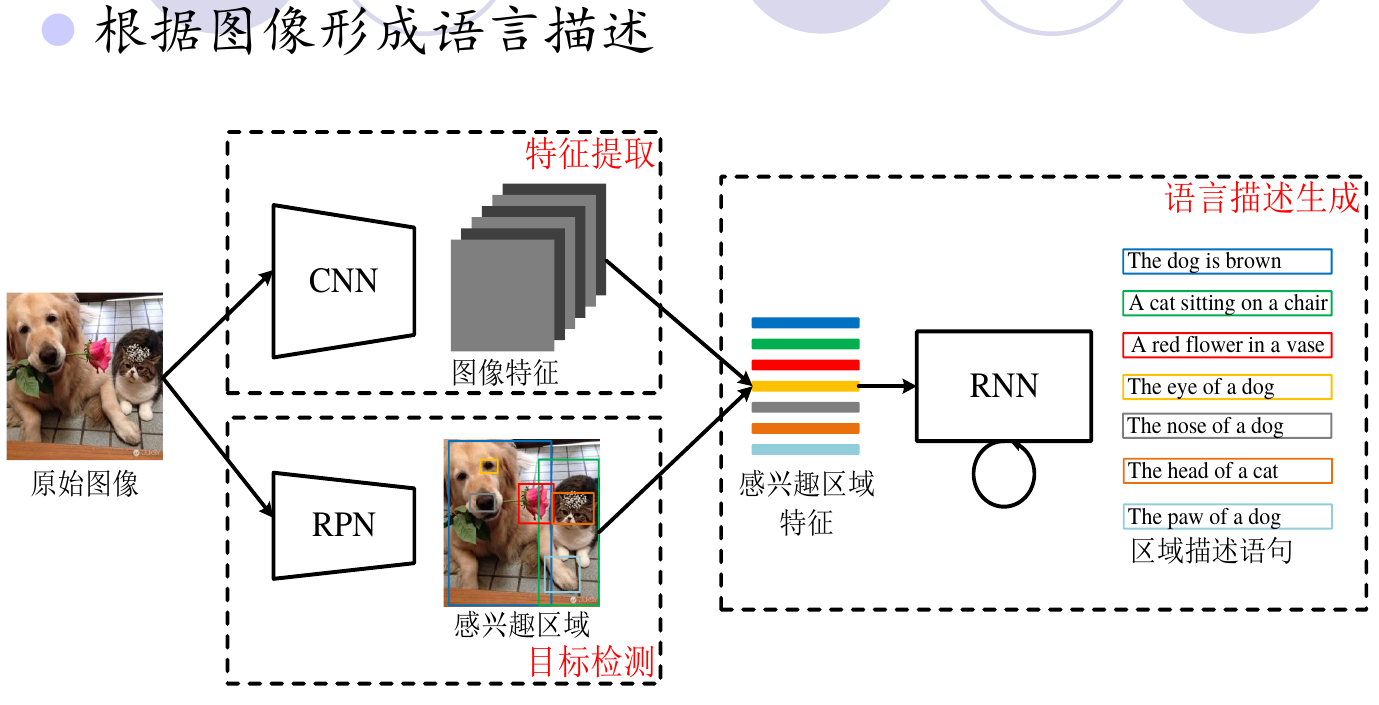 根据图像形成语言描述
特征提取
CNN
图像特征
原始图像
RPN
感兴趣区域
目标检测
语言描述生成
感兴趣区域
特征
RNN
The dog is brown
A cat sitting on a chair
A red flower in a vase
The eye of a dog
The nose of a dog
The head of a cat
The paw of a dog
区域描述语句